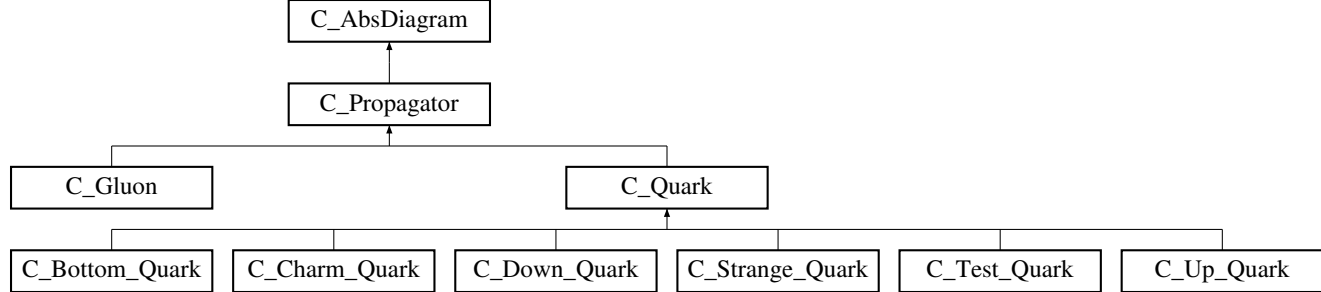 C_AbsDiagram
C_Propagator
C_Gluon
C_Quark
C_Bottom_Quark
C_Charm_Quark
C_Down_Quark
C_Strange_Quark
C_Test_Quark
C_Up_Quark